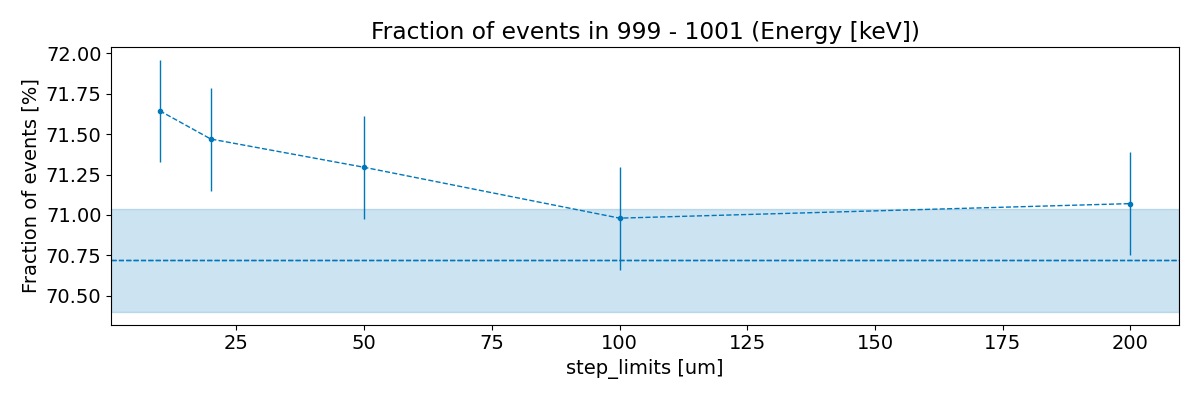 Fraction of events in 999 - 1001 (Energy [keV])
Fraction of events [%]
72.00
71.75
71.50
71.25
71.00
70.75
70.50
25 50 75 100 125 150 175 200
step_limits [um]